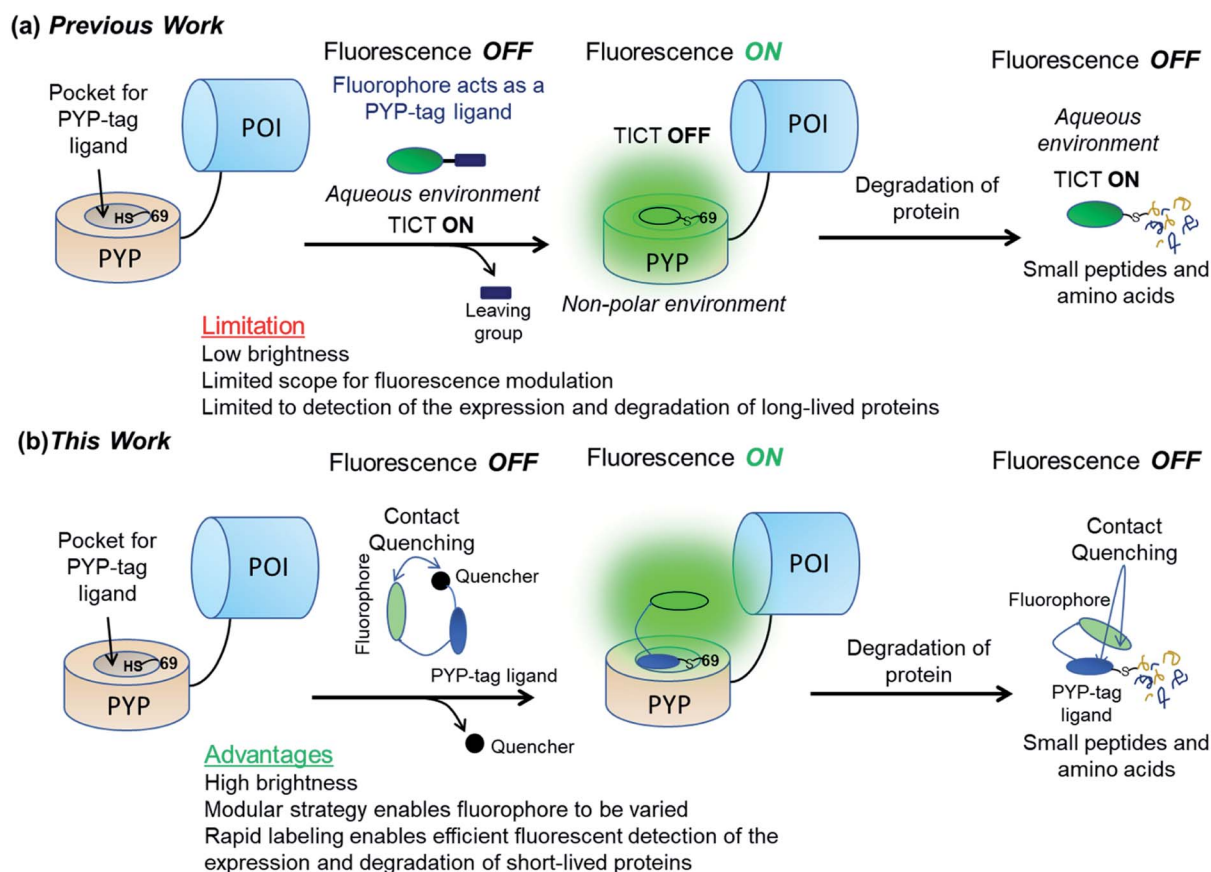 (a) Previous Work
Fluorescence OFF
Fluorophore acts as a
PYP-tag ligand
Aqueous environment
TICT ON
Leaving
group
Pocket for
PYP-tag
ligand
HS
69
PYP
POI
Fluorescence ON
TICT OFF
POI
S
69
PYP
Non-polar environment
Degradation of
protein
Fluorescence OFF
Aqueous
environment
TICT ON
S
Small peptides and
amino acids
Limitation
Low brightness
Limited scope for fluorescence modulation
Limited to detection of the expression and degradation of long-lived proteins
(b)This Work
Fluorescence OFF
Contact
Quenching
Fluorophore
Quencher
PYP-tag ligand
Quencher
Pocket for
PYP-tag
ligand
HS
69
PYP
POI
Fluorescence ON
POI
S
69
PYP
Degradation of
protein
Fluorescence OFF
Contact
Quenching
Fluorophore
S
PYP-tag
ligand
Small peptides and
amino acids
Advantages
High brightness
Modular strategy enables fluorophore to be varied
Rapid labeling enables efficient fluorescent detection of the
expression and degradation of short-lived proteins